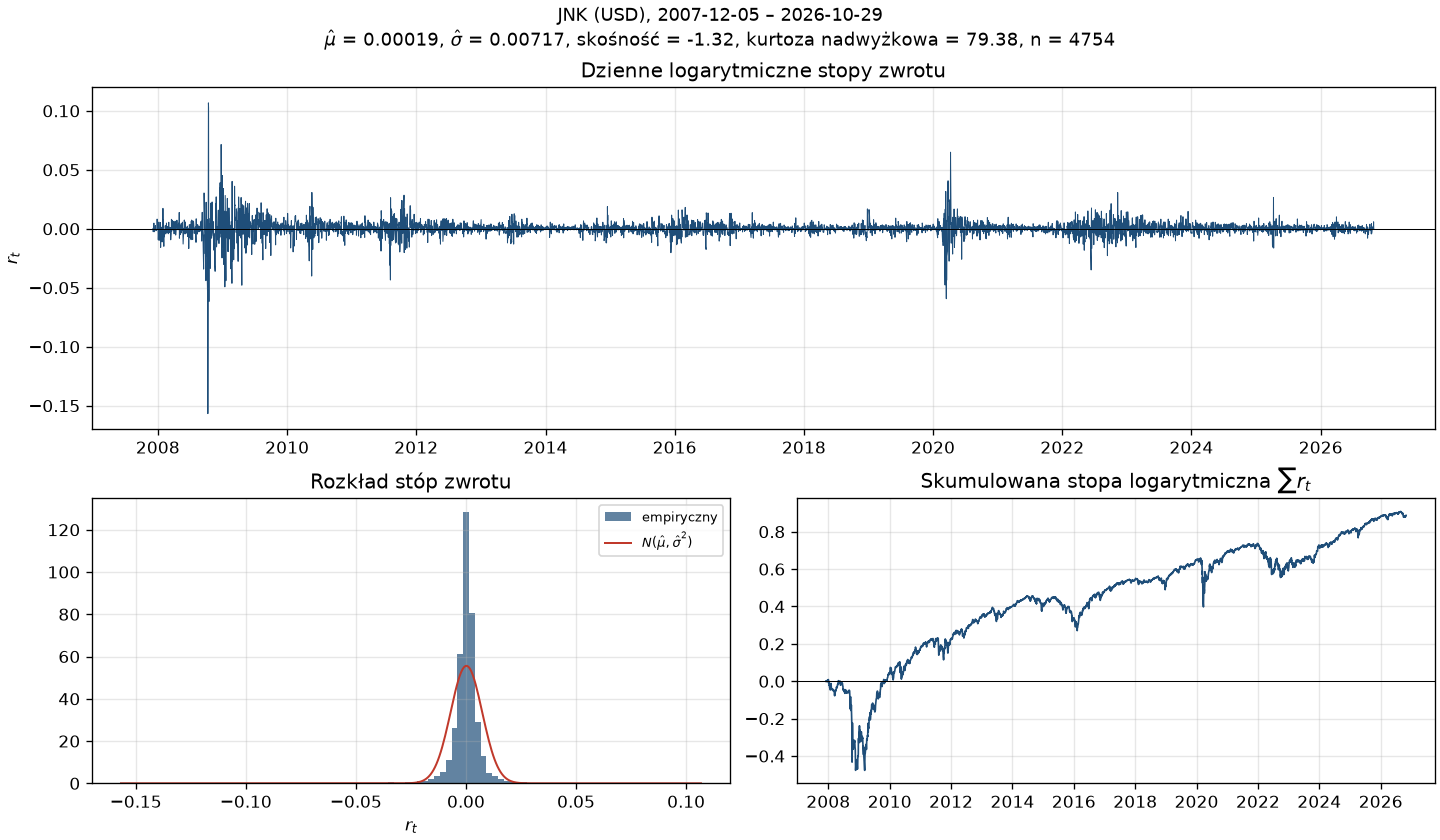 JNK (USD), 2007-12-05 – 2026-10-29
μ̂ = 0.00019, σ̂ = 0.00717, skośność = -1.32, kurtoza nadwyżkowa = 79.38, n = 4754
Dzienne logarytmiczne stopy zwrotu
0.10
0.05
0.00
−0.05
−0.10
−0.15
r_t
2008 2010 2012 2014 2016 2018 2020 2022 2024 2026
Rozkład stóp zwrotu
120
100
80
60
40
20
0
empiryczny
N(μ̂, σ̂²)
−0.15 −0.10 −0.05 0.00 0.05 0.10
r_t
Skumulowana stopa logarytmiczna ∑r_t
0.8
0.6
0.4
0.2
0.0
−0.2
−0.4
2008 2010 2012 2014 2016 2018 2020 2022 2024 2026